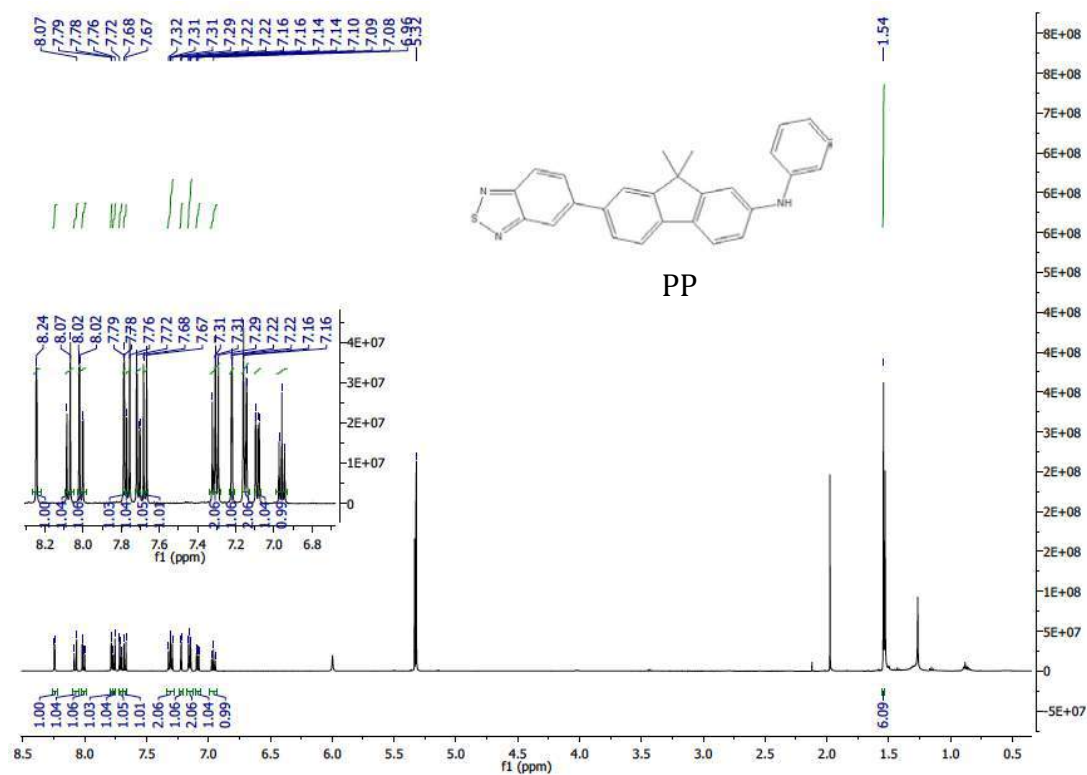 8.07 7.79 7.78 7.76 7.72 7.68 7.67 7.32 7.31 7.31 7.29 7.22 7.22 7.16 7.16 7.14 7.14 7.10 7.09 7.08 6.96 5.32 1.54
8E+08
8E+08
7E+08
6E+08
6E+08
6E+08
5E+08
4E+08
4E+08
4E+08
3E+08
2E+08
2E+08
2E+08
1E+08
5E+07
0
-5E+07
N
S
N
NH
PP
8.24 8.07 8.02 8.02 7.79 7.78 7.76 7.72 7.68 7.67 7.31 7.31 7.29 7.22 7.22 7.16 7.16
4E+07
3E+07
2E+07
1E+07
0
1.00 1.04 1.06 1.03 1.04 1.05 1.01 2.06 1.06 2.06 1.04 0.99
8.2 8.0 7.8 7.6 7.4 7.2 7.0 6.8
f1 (ppm)
1.00 1.04 1.06 1.03 1.04 1.05 1.01 2.06 1.06 2.06 1.04 0.99 6.09
8.5 8.0 7.5 7.0 6.5 6.0 5.5 5.0 4.5 4.0 3.5 3.0 2.5 2.0 1.5 1.0 0.5
f1 (ppm)